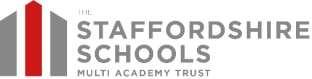 THE
STAFFORDSHIRE
SCHOOLS
MULTI ACADEMY TRUST